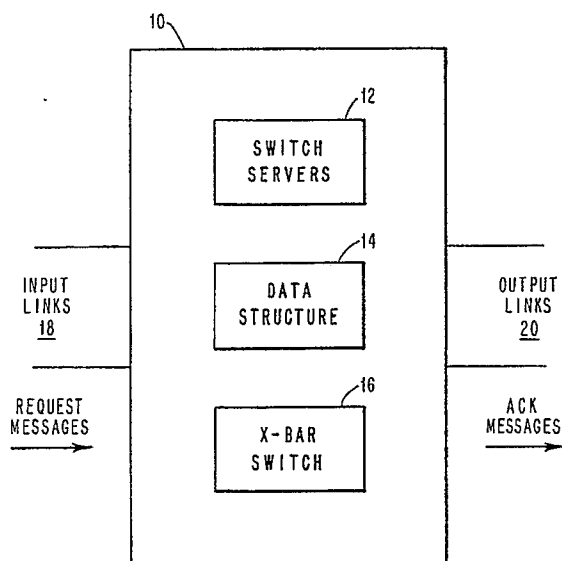 10
12
SWITCH
SERVERS
14
DATA
STRUCTURE
16
X-BAR
SWITCH
INPUT
LINKS
18
REQUEST
MESSAGES
OUTPUT
LINKS
20
ACK
MESSAGES